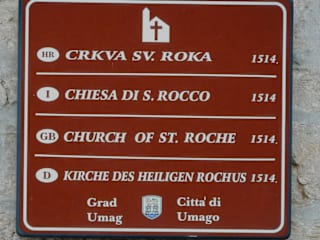 HR CRKVA SV. ROKA 1514.
I CHIESA DI S. ROCCO 1514
GB CHURCH OF ST. ROCHE 1514.
D KIRCHE DES HEILIGEN ROCHUS 1514.
Grad Citta' di
Umag Umago